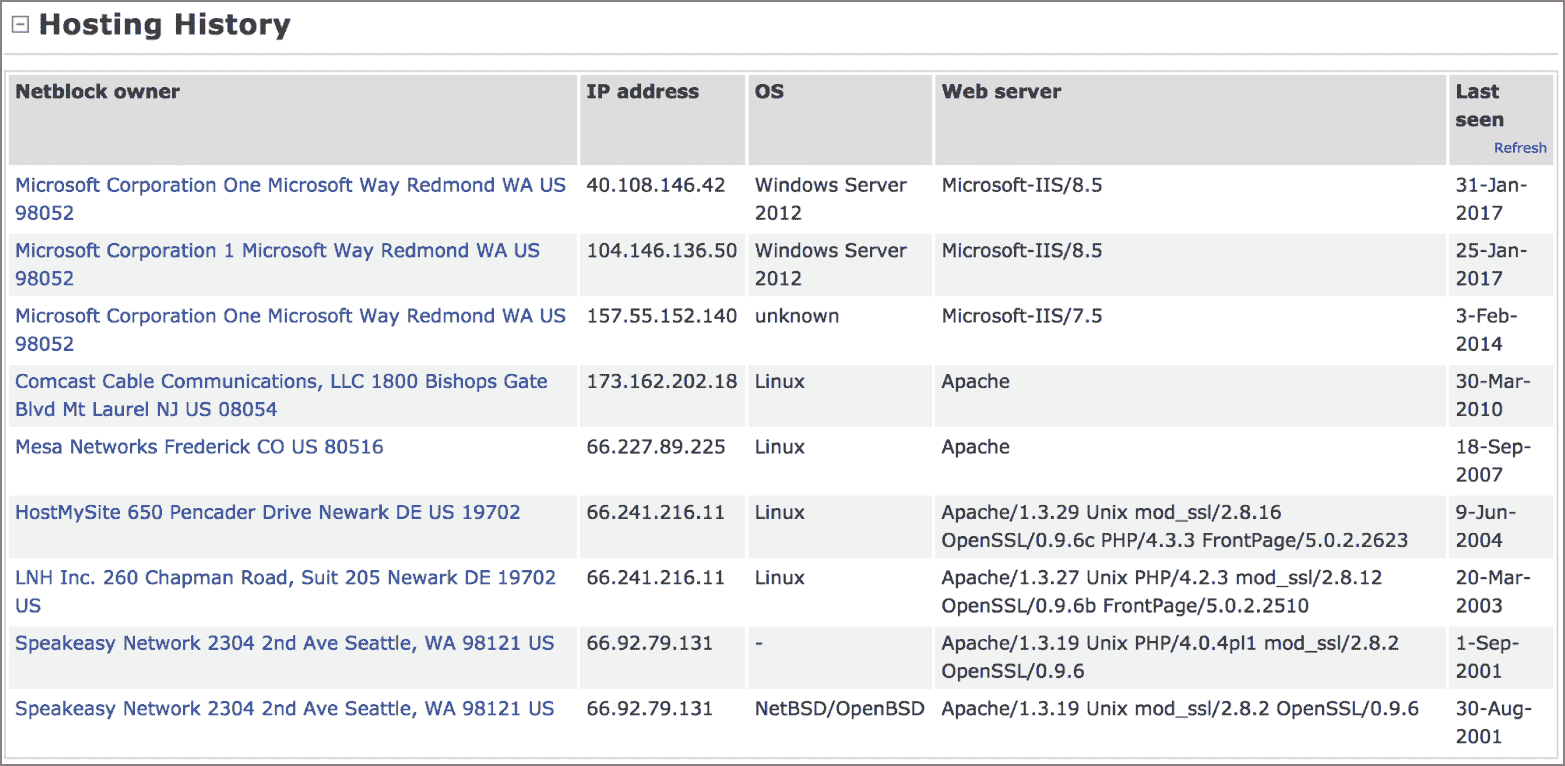 Hosting History
Netblock owner IP address OS Web server Last
seen
Refresh
Microsoft Corporation One Microsoft Way Redmond WA US 40.108.146.42 Windows Server Microsoft-IIS/8.5 31-Jan-
98052 2012 2017
Microsoft Corporation 1 Microsoft Way Redmond WA US 104.146.136.50 Windows Server Microsoft-IIS/8.5 25-Jan-
98052 2012 2017
Microsoft Corporation One Microsoft Way Redmond WA US 157.55.152.140 unknown Microsoft-IIS/7.5 3-Feb-
98052 2014
Comcast Cable Communications, LLC 1800 Bishops Gate 173.162.202.18 Linux Apache 30-Mar-
Blvd Mt Laurel NJ US 08054 2010
Mesa Networks Frederick CO US 80516 66.227.89.225 Linux Apache 18-Sep-
2007
HostMySite 650 Pencader Drive Newark DE US 19702 66.241.216.11 Linux Apache/1.3.29 Unix mod_ssl/2.8.16 9-Jun-
OpenSSL/0.9.6c PHP/4.3.3 FrontPage/5.0.2.2623 2004
LNH Inc. 260 Chapman Road, Suit 205 Newark DE 19702 66.241.216.11 Linux Apache/1.3.27 Unix PHP/4.2.3 mod_ssl/2.8.12 20-Mar-
US OpenSSL/0.9.6b FrontPage/5.0.2.2510 2003
Speakeasy Network 2304 2nd Ave Seattle, WA 98121 US 66.92.79.131 - Apache/1.3.19 Unix PHP/4.0.4pl1 mod_ssl/2.8.2 1-Sep-
OpenSSL/0.9.6 2001
Speakeasy Network 2304 2nd Ave Seattle, WA 98121 US 66.92.79.131 NetBSD/OpenBSD Apache/1.3.19 Unix mod_ssl/2.8.2 OpenSSL/0.9.6 30-Aug-
2001